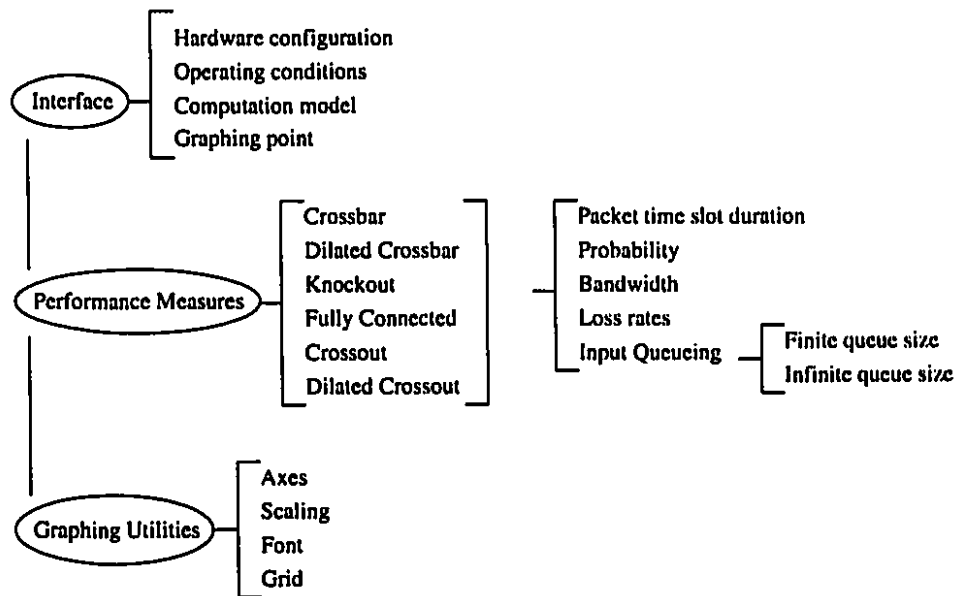 Interface
Hardware configuration
Operating conditions
Computation model
Graphing point
Performance Measures
Crossbar
Dilated Crossbar
Knockout
Fully Connected
Crossout
Dilated Crossout
Packet time slot duration
Probability
Bandwidth
Loss rates
Input Queueing
Finite queue size
Infinite queue size
Graphing Utilities
Axes
Scaling
Font
Grid